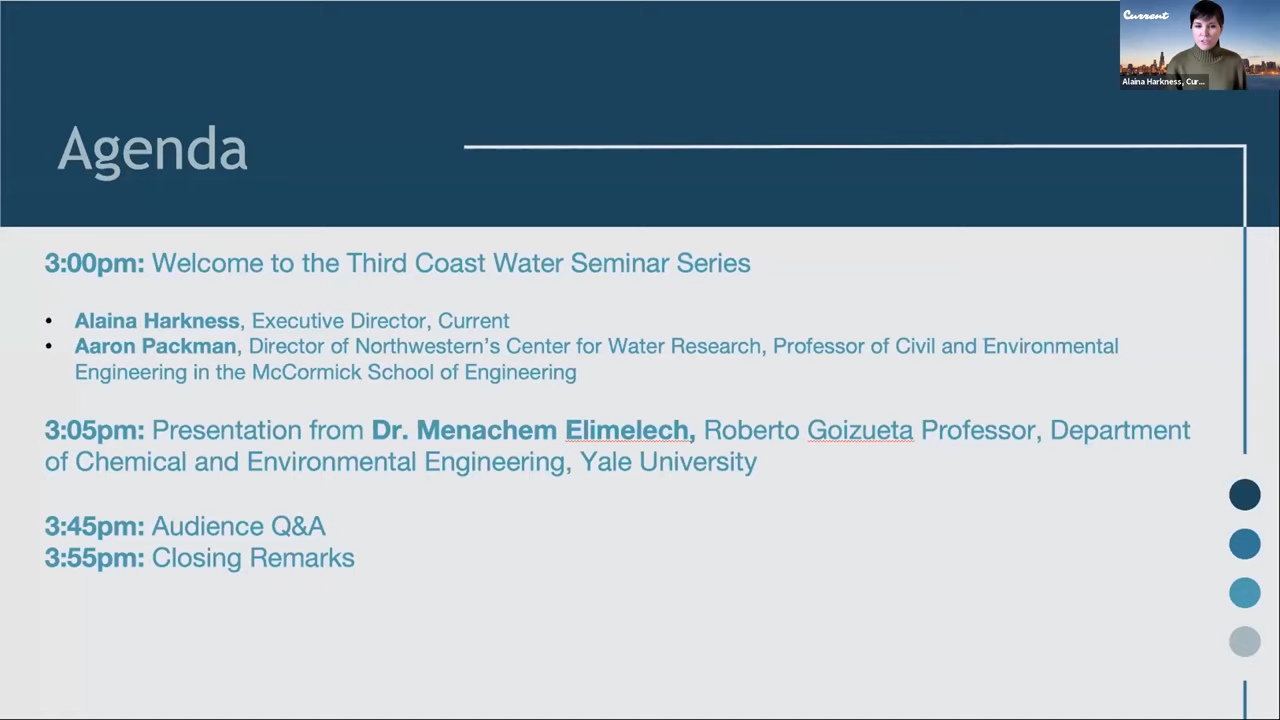 Current
Alaina Harkness, Cur...
Agenda
3:00pm: Welcome to the Third Coast Water Seminar Series
• Alaina Harkness, Executive Director, Current
• Aaron Packman, Director of Northwestern’s Center for Water Research, Professor of Civil and Environmental
Engineering in the McCormick School of Engineering
3:05pm: Presentation from Dr. Menachem Elimelech, Roberto Goizueta Professor, Department
of Chemical and Environmental Engineering, Yale University
3:45pm: Audience Q&A
3:55pm: Closing Remarks